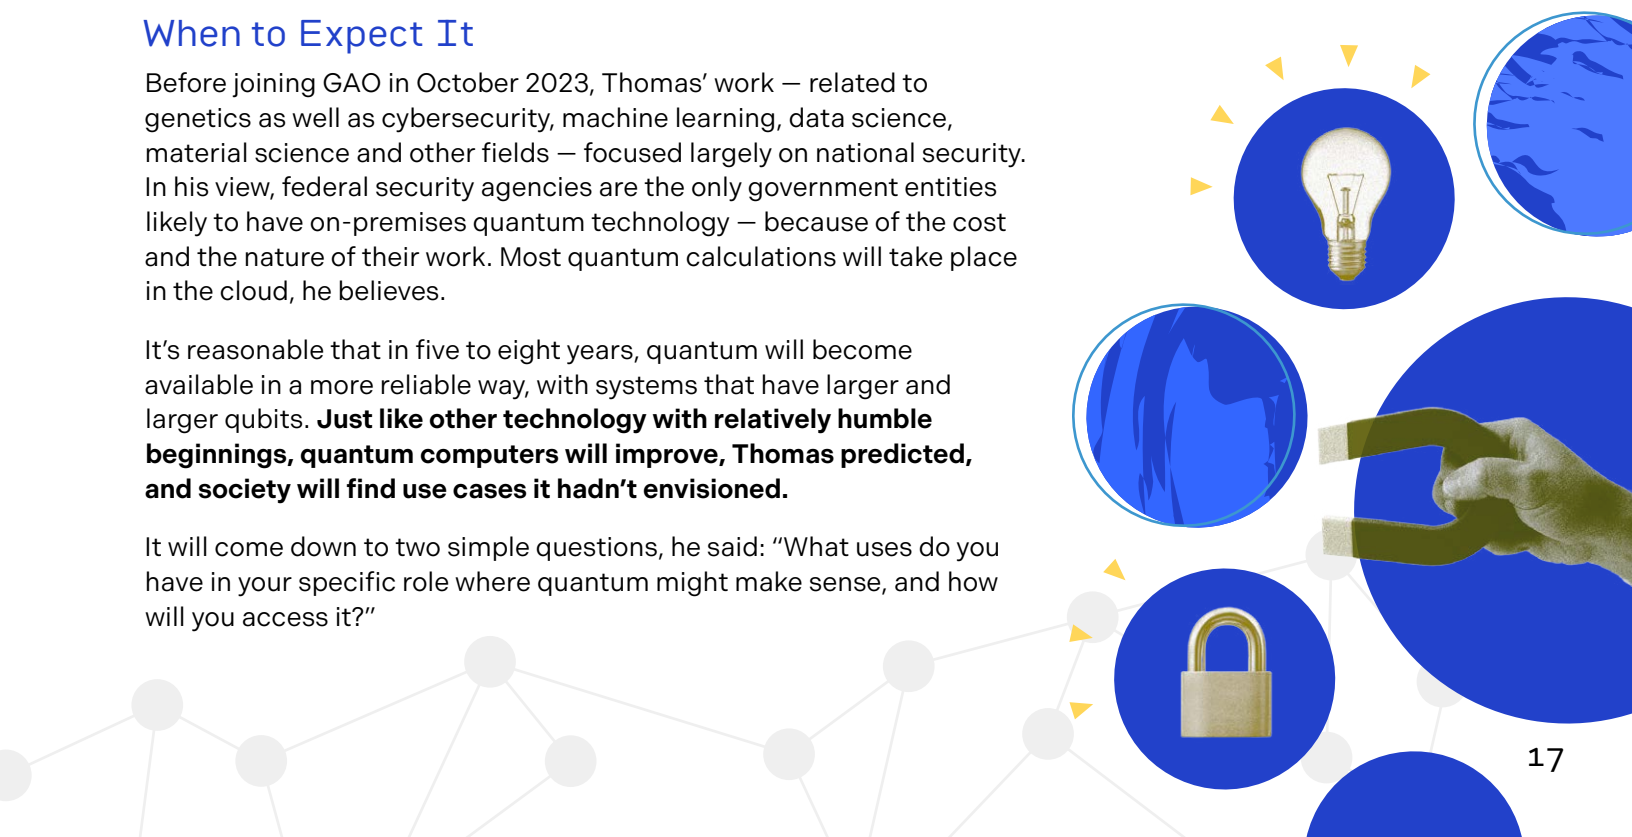 When to Expect It
Before joining GAO in October 2023, Thomas’ work — related to
genetics as well as cybersecurity, machine learning, data science,
material science and other fields — focused largely on national security.
In his view, federal security agencies are the only government entities
likely to have on-premises quantum technology — because of the cost
and the nature of their work. Most quantum calculations will take place
in the cloud, he believes.
It’s reasonable that in five to eight years, quantum will become
available in a more reliable way, with systems that have larger and
larger qubits. Just like other technology with relatively humble
beginnings, quantum computers will improve, Thomas predicted,
and society will find use cases it hadn’t envisioned.
It will come down to two simple questions, he said: “What uses do you
have in your specific role where quantum might make sense, and how
will you access it?”
17